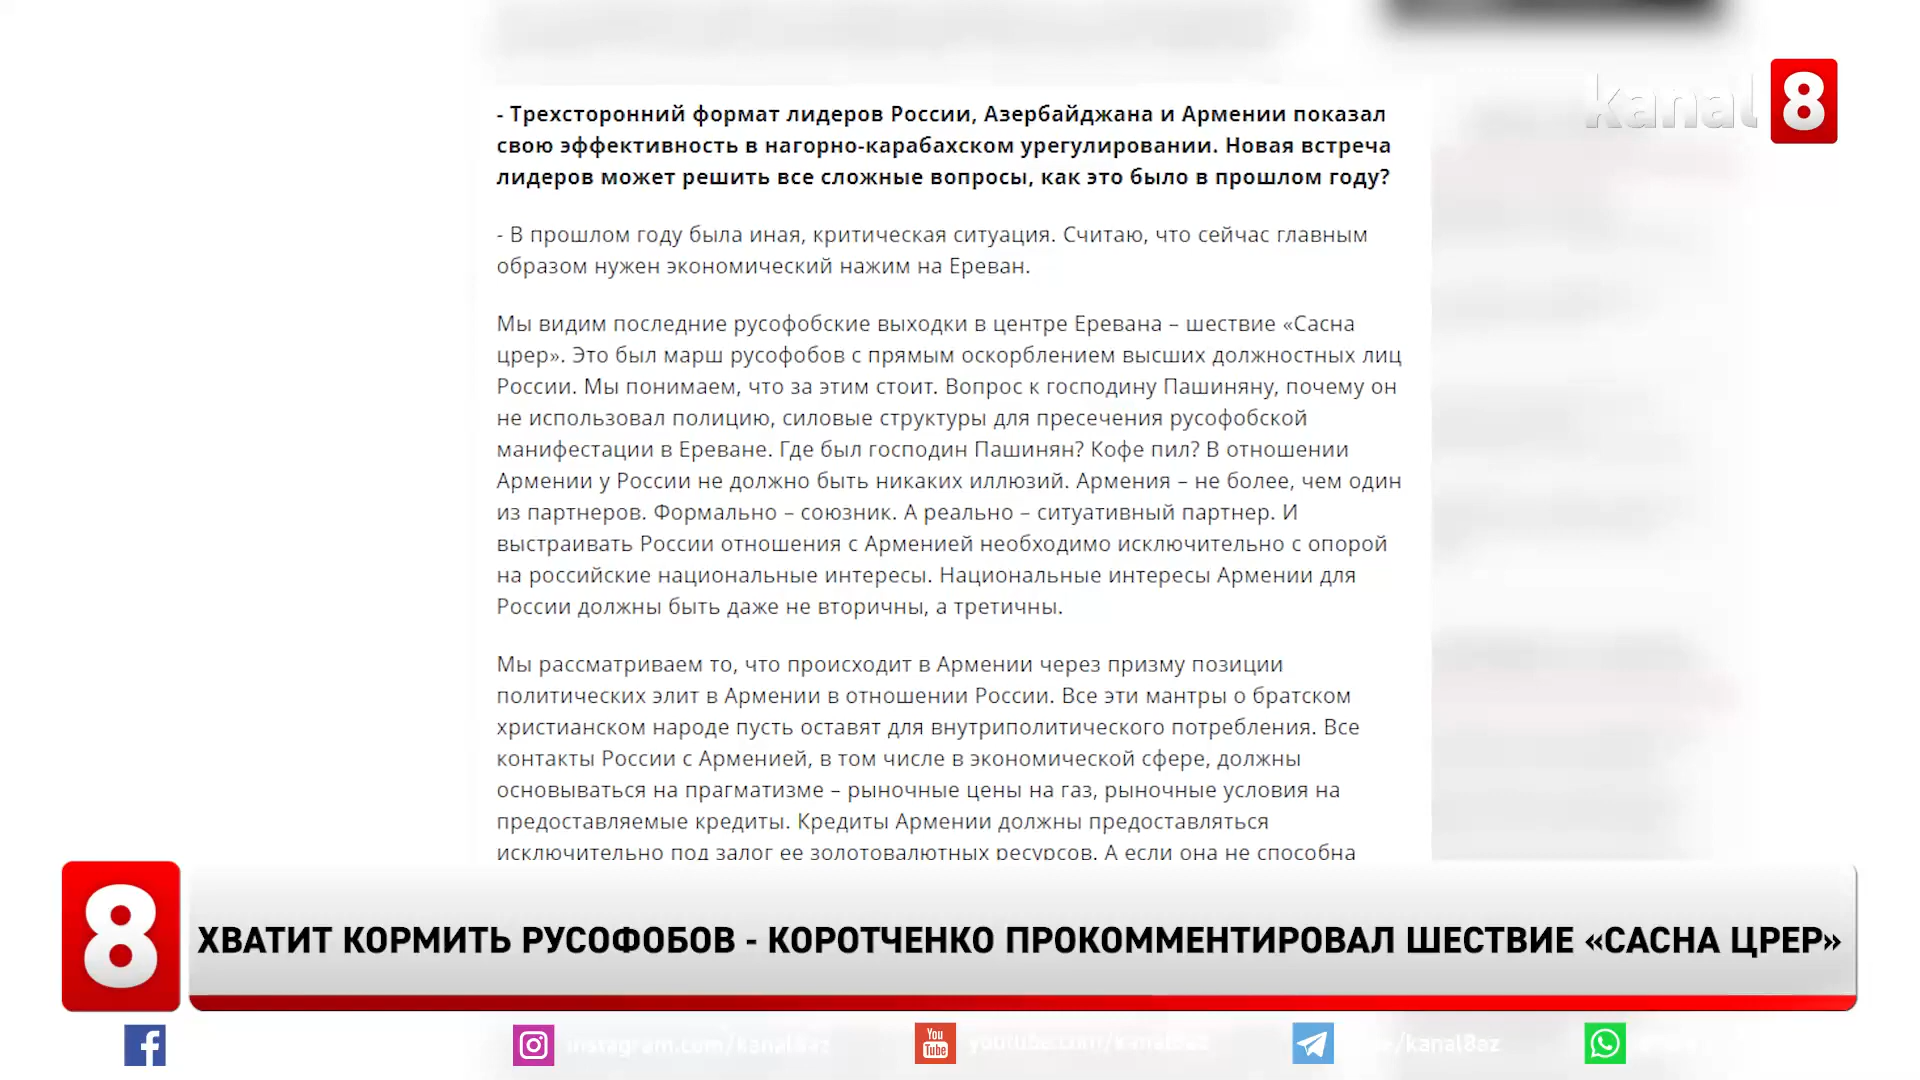 kanal 8
- Трехсторонний формат лидеров России, Азербайджана и Армении показал
свою эффективность в нагорно-карабахском урегулировании. Новая встреча
лидеров может решить все сложные вопросы, как это было в прошлом году?
- В прошлом году была иная, критическая ситуация. Считаю, что сейчас главным
образом нужен экономический нажим на Ереван.
Мы видим последние русофобские выходки в центре Еревана – шествие «Сасна
црер». Это был марш русофобов с прямым оскорблением высших должностных лиц
России. Мы понимаем, что за этим стоит. Вопрос к господину Пашиняну, почему он
не использовал полицию, силовые структуры для пресечения русофобской
манифестации в Ереване. Где был господин Пашинян? Кофе пил? В отношении
Армении у России не должно быть никаких иллюзий. Армения – не более, чем один
из партнеров. Формально – союзник. А реально – ситуативный партнер. И
выстраивать России отношения с Арменией необходимо исключительно с опорой
на российские национальные интересы. Национальные интересы Армении для
России должны быть даже не вторичны, а третичны.
Мы рассматриваем то, что происходит в Армении через призму позиции
политических элит в Армении в отношении России. Все эти мантры о братском
христианском народе пусть оставят для внутриполитического потребления. Все
контакты России с Арменией, в том числе в экономической сфере, должны
основываться на прагматизме – рыночные цены на газ, рыночные условия на
предоставляемые кредиты. Кредиты Армении должны предоставляться
исключительно под залог ее золотовалютных ресурсов. А если она не способна
8 ХВАТИТ КОРМИТЬ РУСОФОБОВ - КОРОТЧЕНКО ПРОКОММЕНТИРОВАЛ ШЕСТВИЕ «САСНА ЦРЕР»
instagram.com/kanal8az You Tube youtube.com/kanal8az /kanal8az